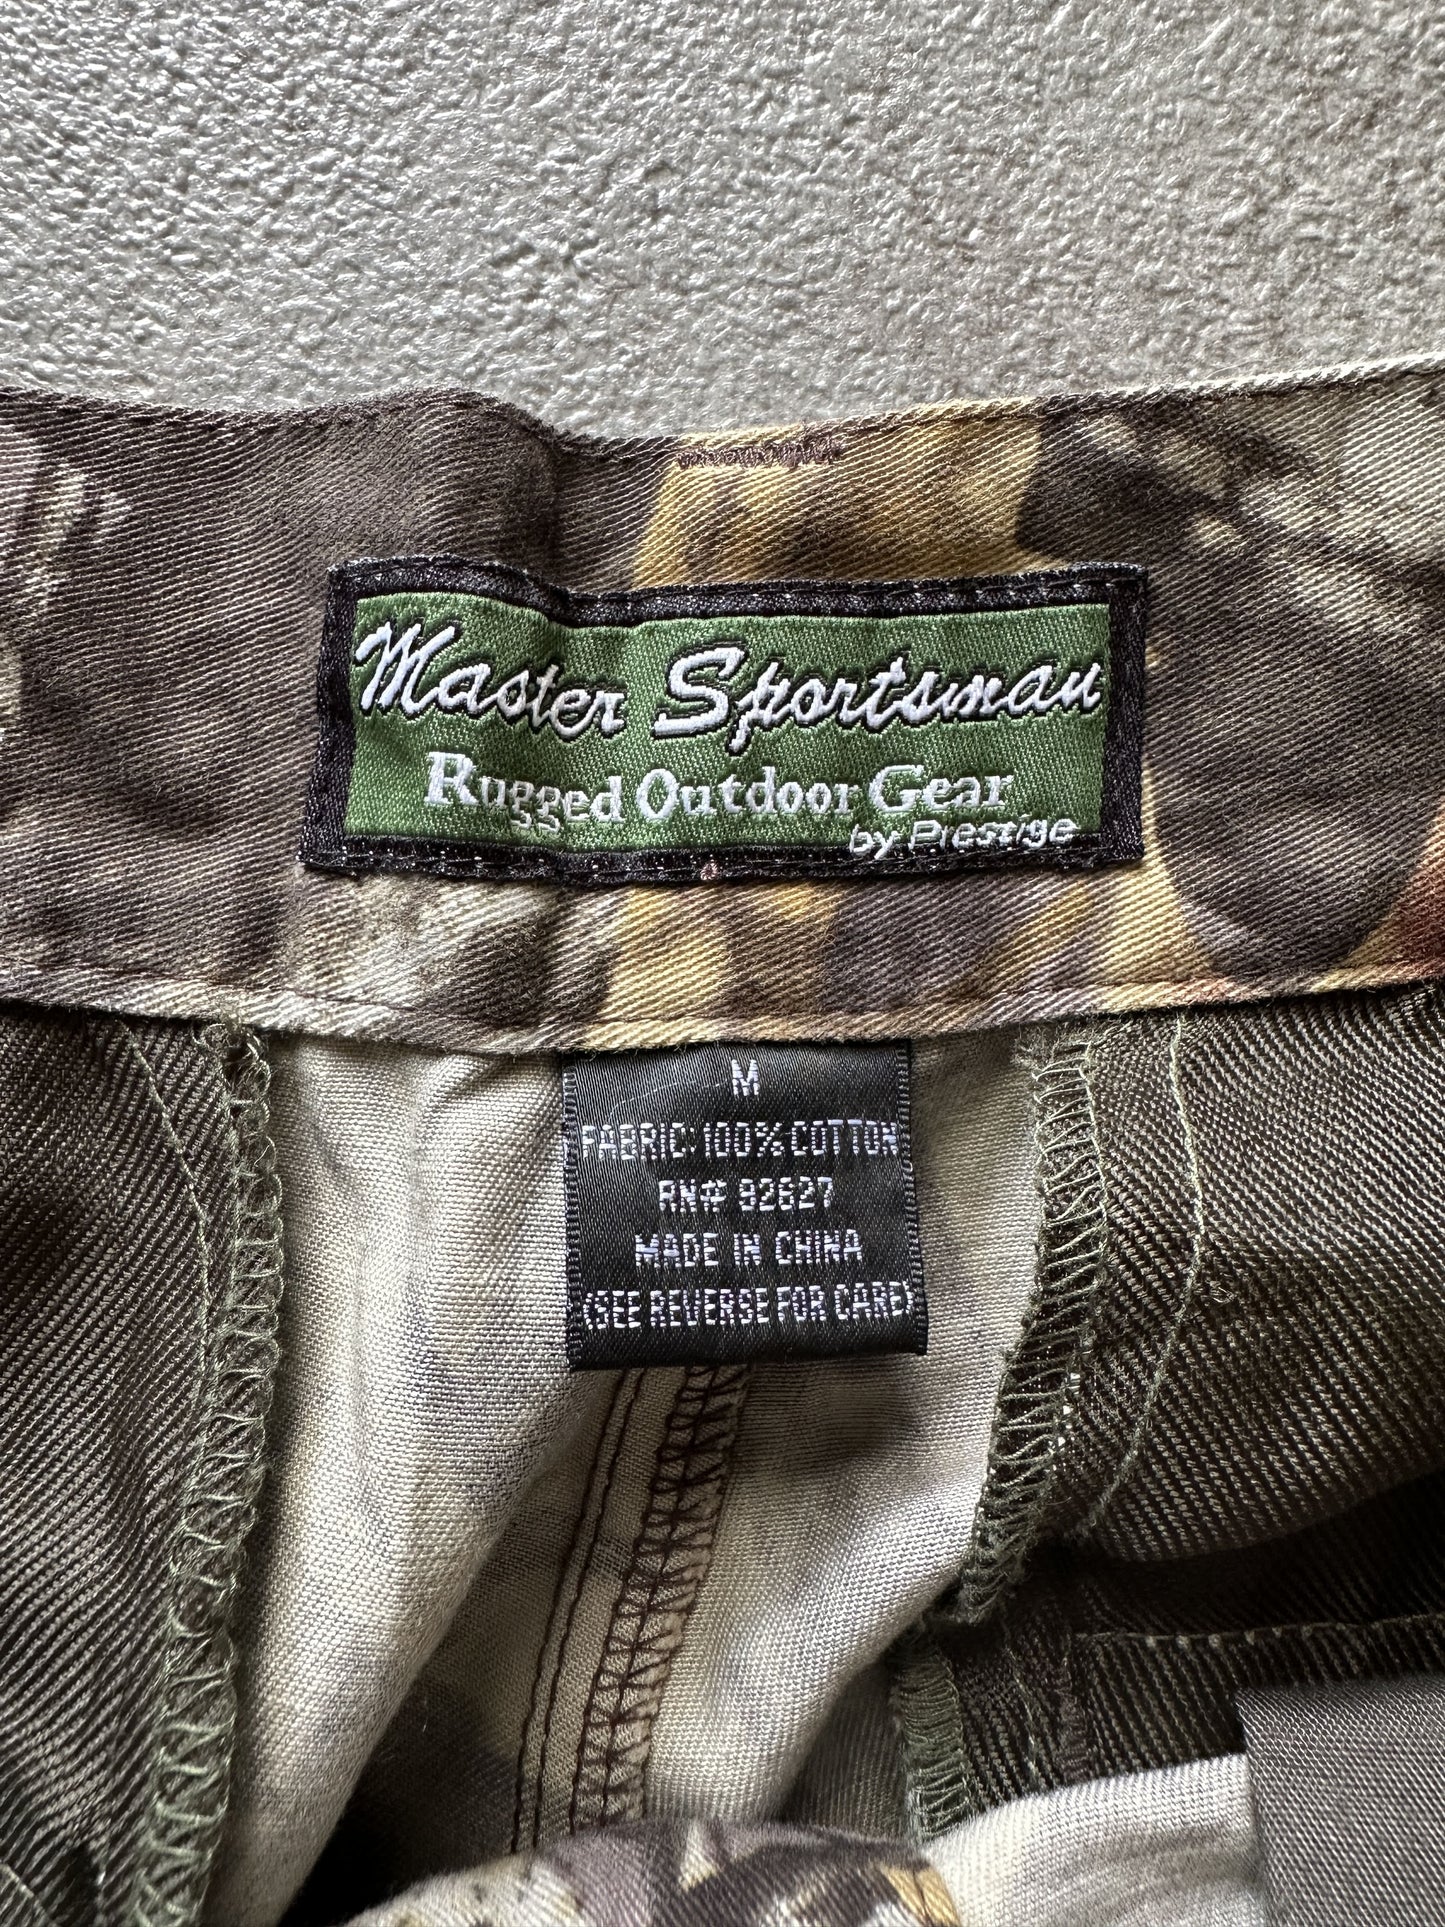 Master Sportsman
Rugged Outdoor Gear
by Prestige
M
FABRIC: 100% COTTON
RN# 92627
MADE IN CHINA
(SEE REVERSE FOR CARE)